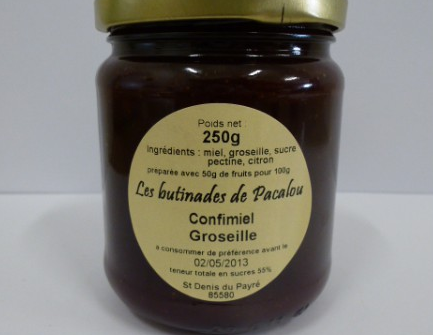 Poids net :
250g
Ingrédients : miel, groseille, sucre
pectine, citron
préparée avec 50g de fruits pour 100g
Les butinades de Pacalou
Confimiel
Groseille
a consommer de préférence avant le
02/05/2013
teneur totale en sucres 55%
St Denis du Payré
85580